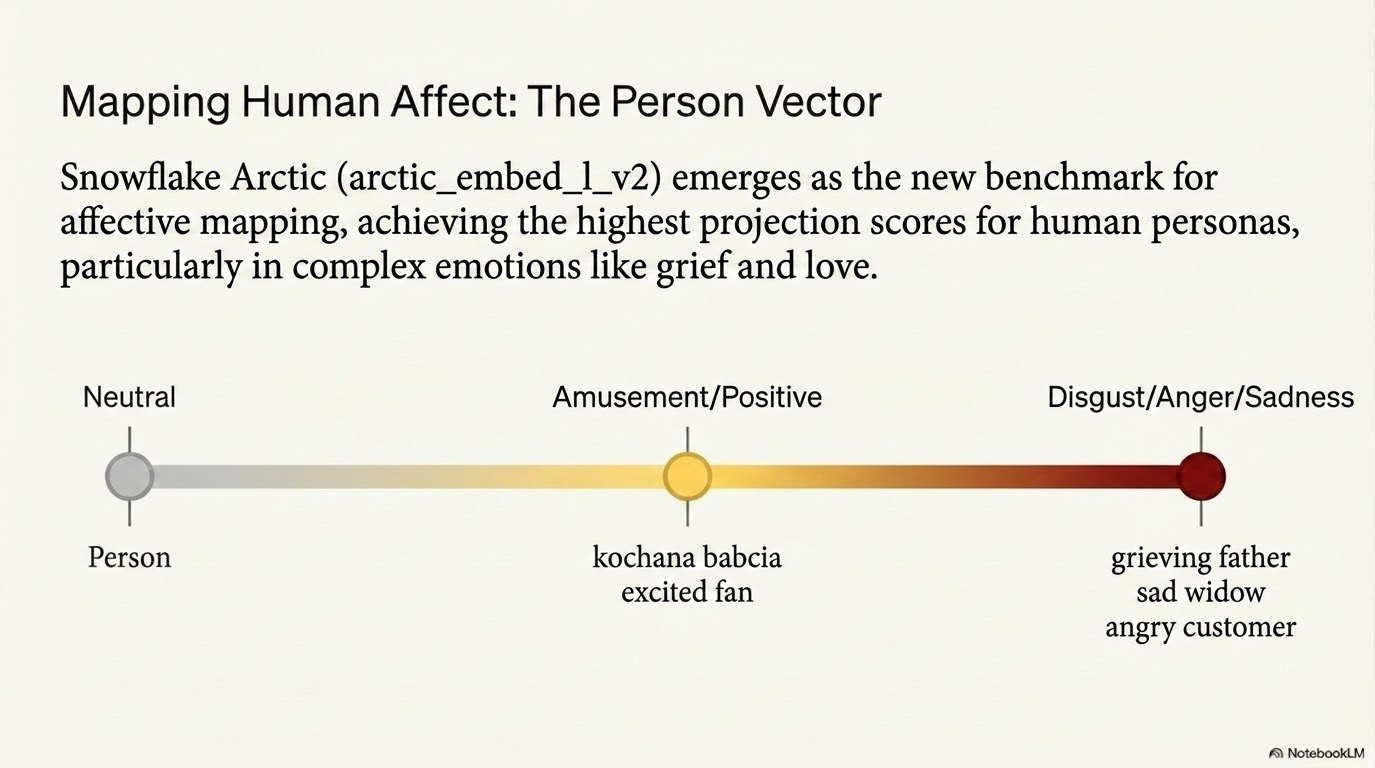 Mapping Human Affect: The Person Vector
Snowflake Arctic (arctic_embed_l_v2) emerges as the new benchmark for
affective mapping, achieving the highest projection scores for human personas,
particularly in complex emotions like grief and love.
Neutral
Amusement/Positive
Disgust/Anger/Sadness
Person
kochana babcia
excited fan
grieving father
sad widow
angry customer
NotebookLM